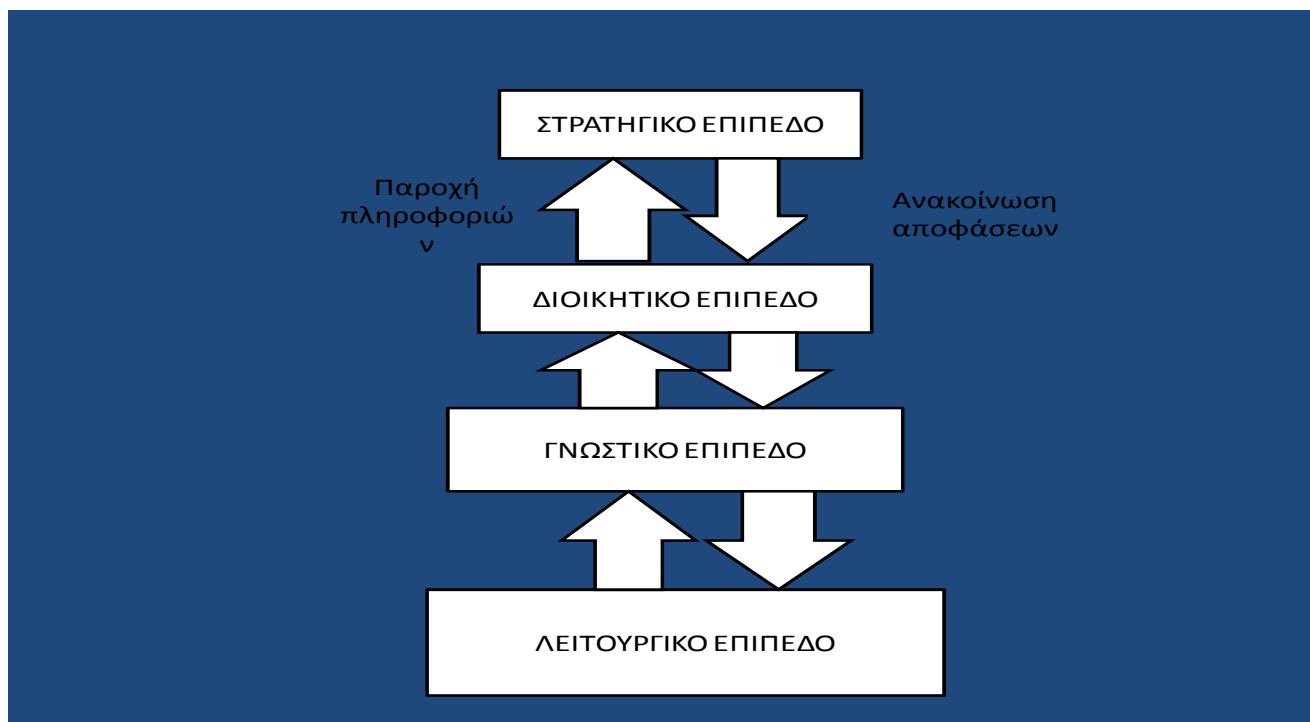 ΣΤΡΑΤΗΓΙΚΟ ΕΠΙΠΕΔΟ
Παροχή
πληροφοριώ
ν
Ανακοίνωση
αποφάσεων
ΔΙΟΙΚΗΤΙΚΟ ΕΠΙΠΕΔΟ
ΓΝΩΣΤΙΚΟ ΕΠΙΠΕΔΟ
ΛΕΙΤΟΥΡΓΙΚΟ ΕΠΙΠΕΔΟ